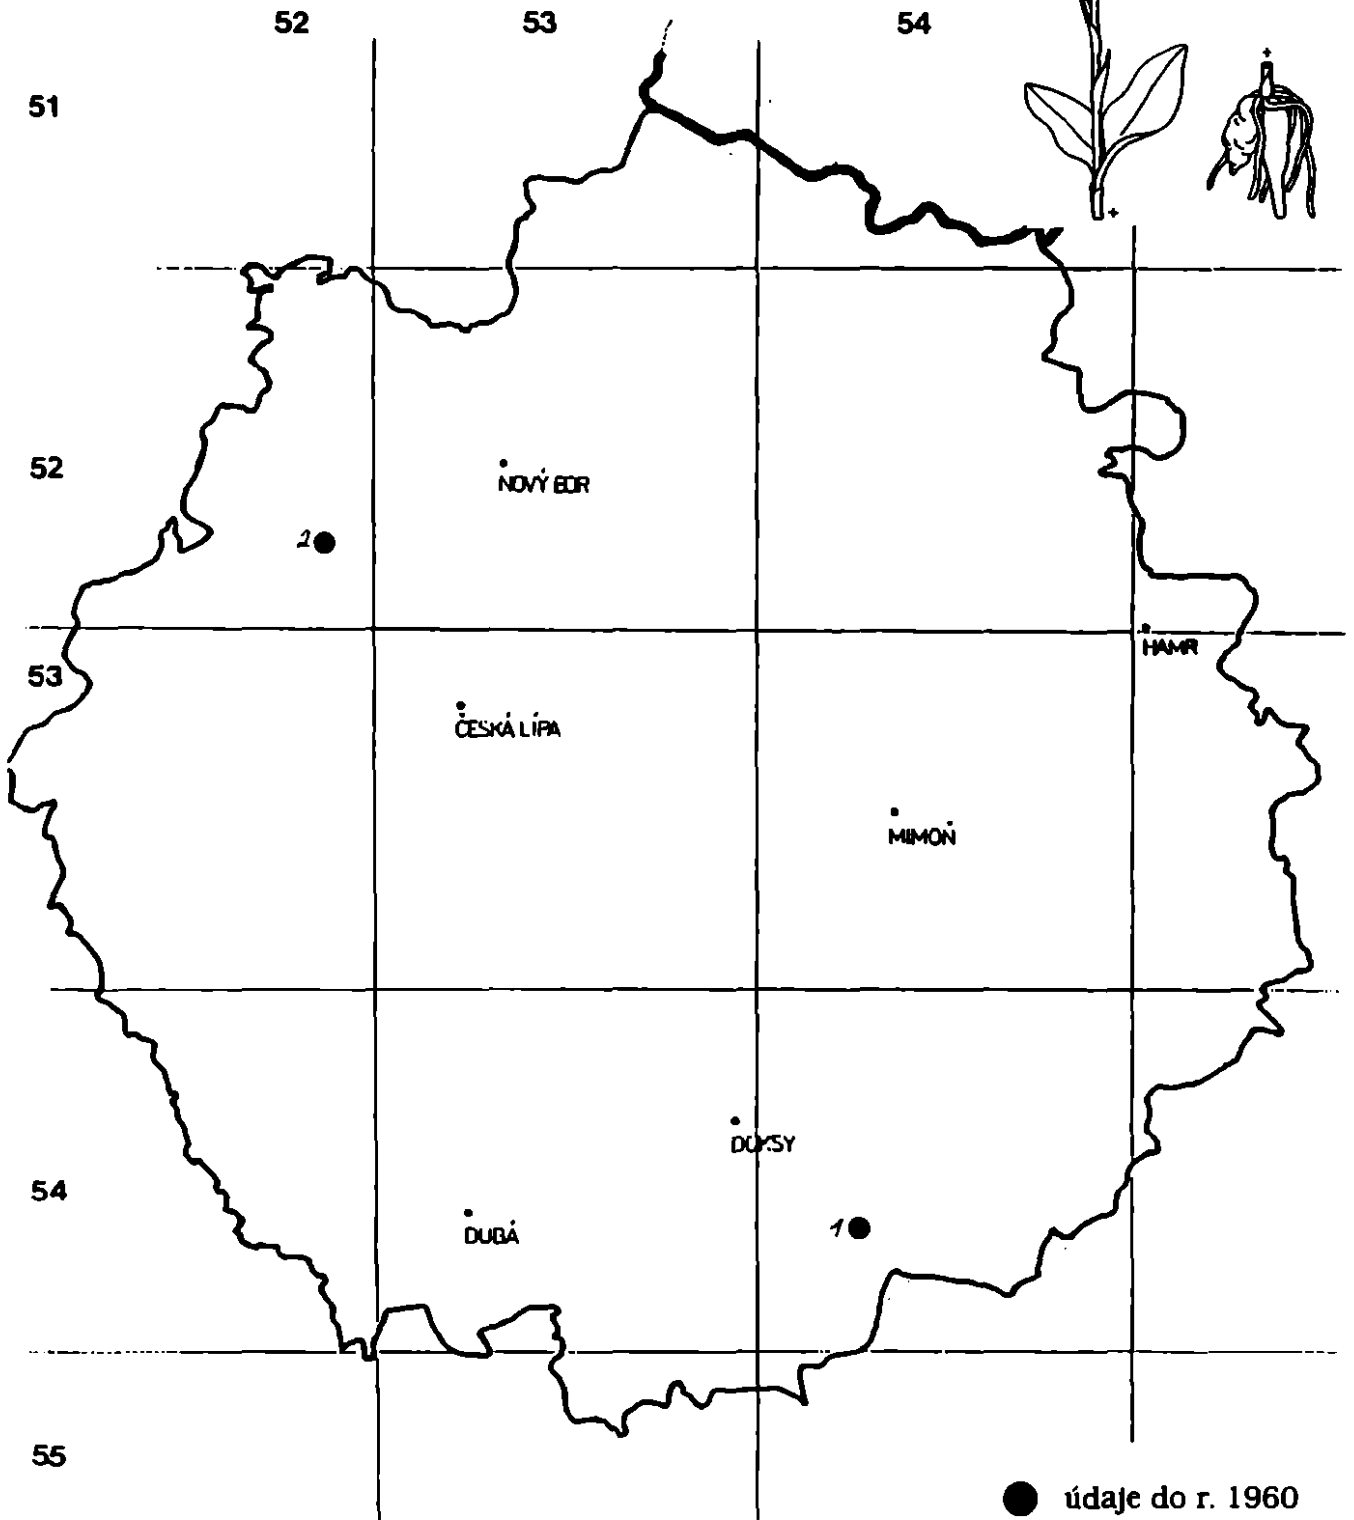 52 53 54
51
52
NOVÝ BOR
2
53
HAMR
ČESKÁ LÍPA
MIMOŇ
DOKSY
54
1
DUBÁ
55
údaje do r. 1960